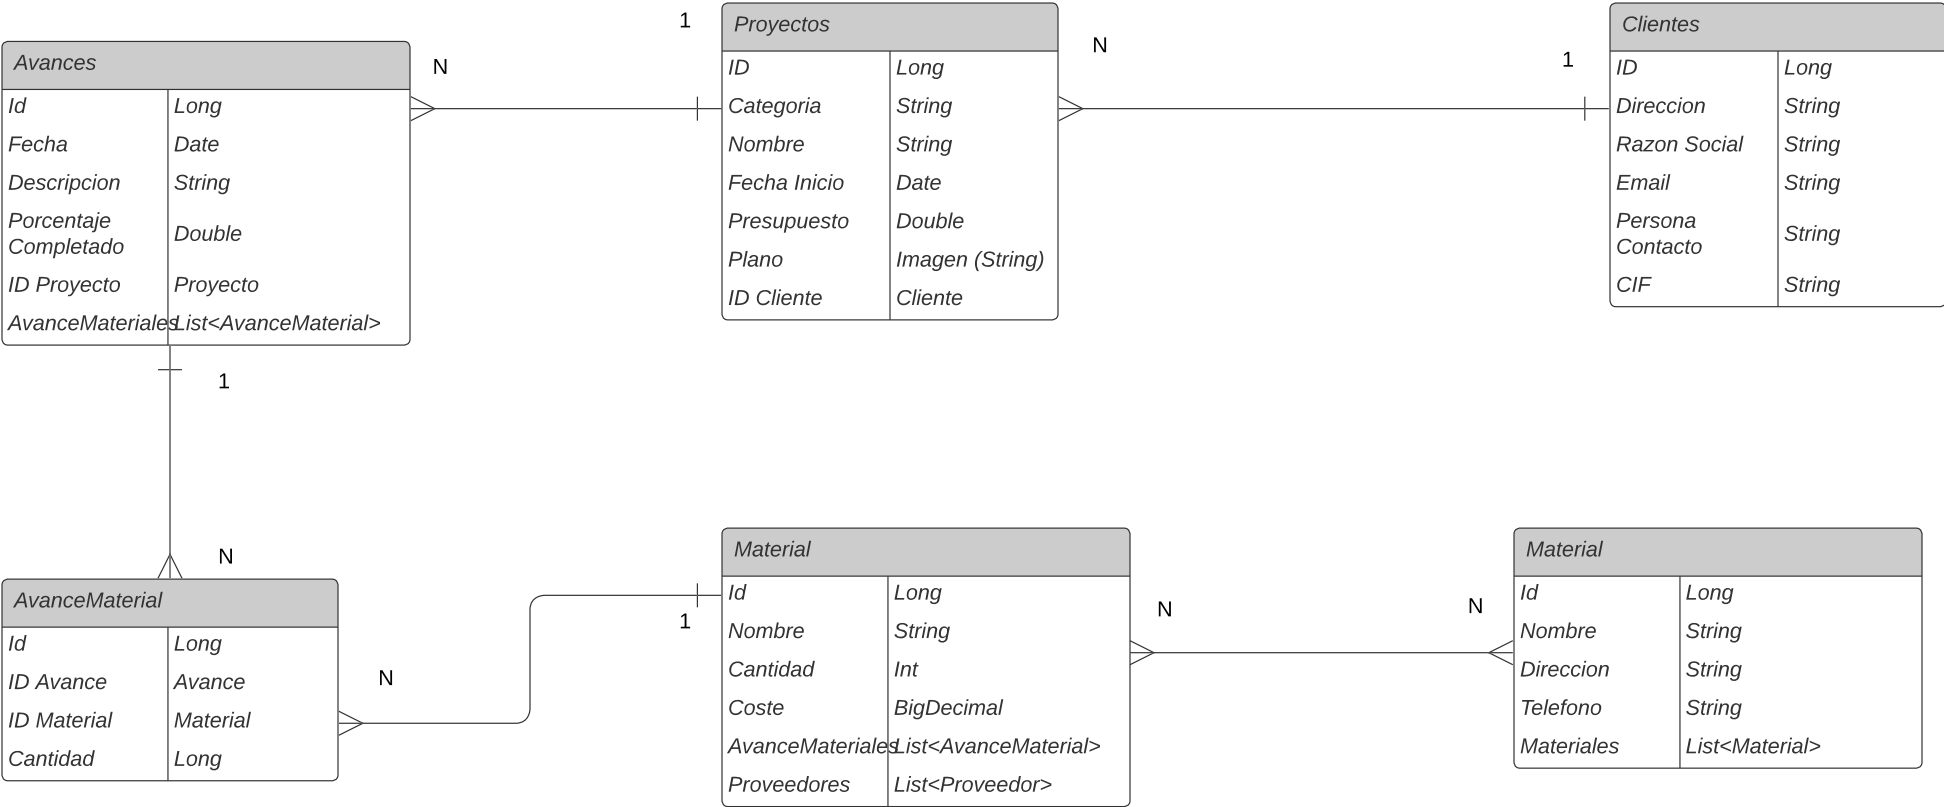 Avances
Id Long
Fecha Date
Descripcion String
Porcentaje
Completado Double
ID Proyecto Proyecto
AvanceMateriales List<AvanceMaterial>
N
1
Proyectos
ID Long
Categoria String
Nombre String
Fecha Inicio Date
Presupuesto Double
Plano Imagen (String)
ID Cliente Cliente
N
1
Clientes
ID Long
Direccion String
Razon Social String
Email String
Persona
Contacto String
CIF String
1
N
AvanceMaterial
Id Long
ID Avance Avance
ID Material Material
Cantidad Long
N
1
Material
Id Long
Nombre String
Cantidad Int
Coste BigDecimal
AvanceMateriales List<AvanceMaterial>
Proveedores List<Proveedor>
N
N
Material
Id Long
Nombre String
Direccion String
Telefono String
Materiales List<Material>